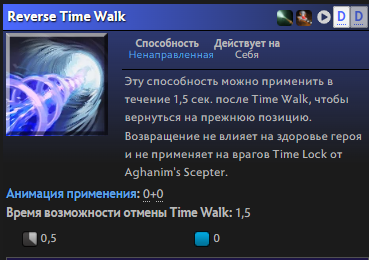 Reverse Time Walk
D D
Способность Действует на
Ненаправленная Себя
Эту способность можно применить в
течение 1,5 сек. после Time Walk, чтобы
вернуться на прежнюю позицию.
Возвращение не влияет на здоровье героя
и не применяет на врагов Time Lock от
Aghanim's Scepter.
Анимация применения: 0+0
Время возможности отмены Time Walk: 1,5
0,5 0